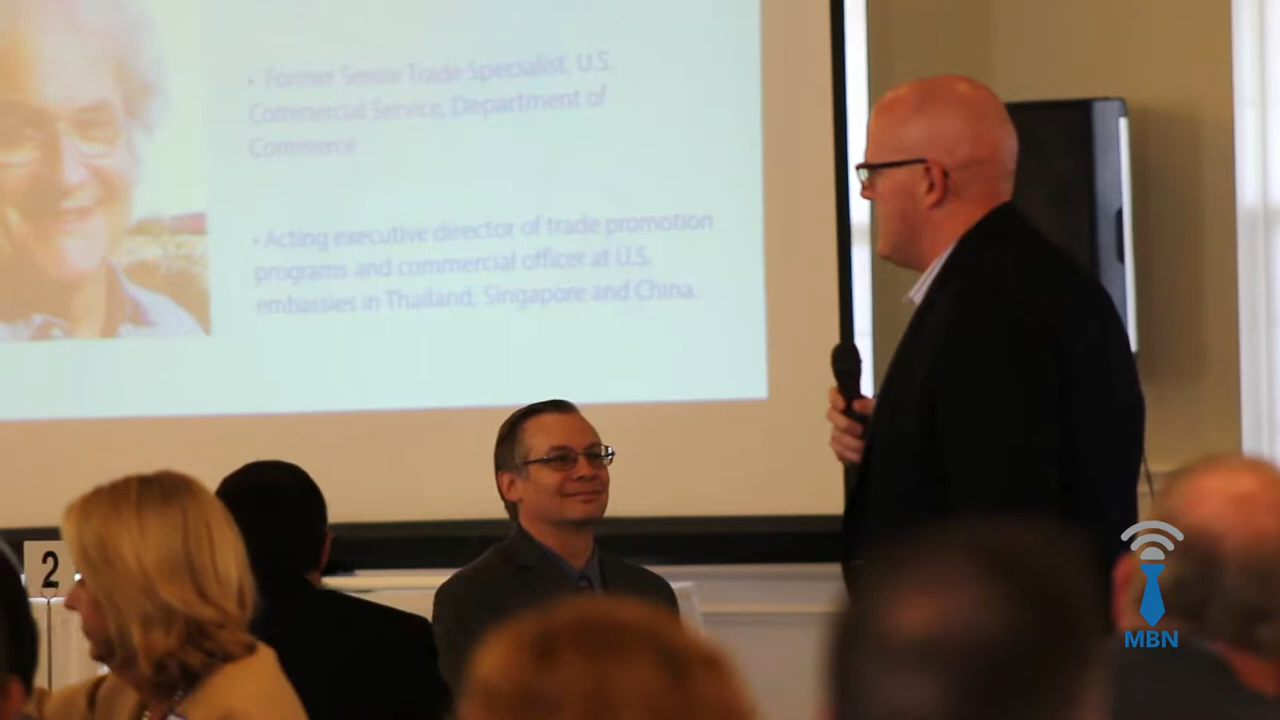 • Former Senior Trade Specialist, U.S.
Commercial Service, Department of
Commerce
• Acting executive director of trade promotion
programs and commercial officer at U.S.
embassies in Thailand, Singapore and China.
2
MBN